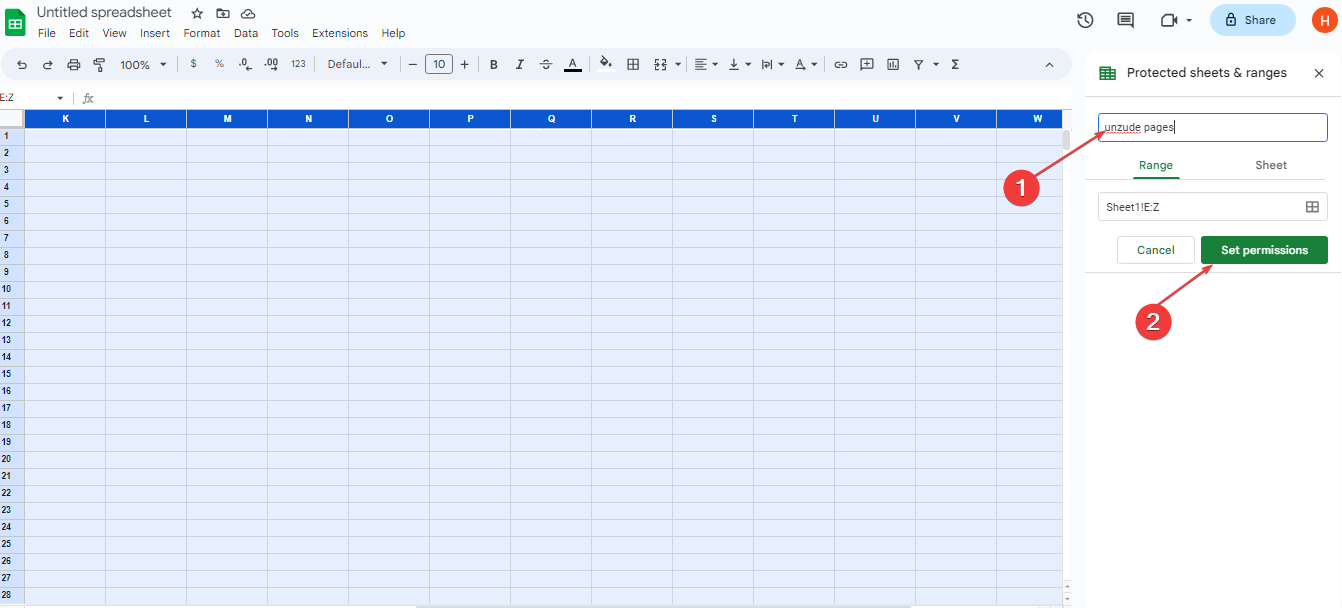 Untitled spreadsheet
File Edit View Insert Format Data Tools Extensions Help
Share
H
100% $ % .0 .00 123 Defaul... − 10 + B I S A Σ
Protected sheets & ranges
E:Z fx
unzude pages
K L M N O P Q R S T U V W
Range Sheet
Sheet1!E:Z
Cancel Set permissions
1
2
1
2
3
4
5
6
7
8
9
10
11
12
13
14
15
16
17
18
19
20
21
22
23
24
25
26
27
28